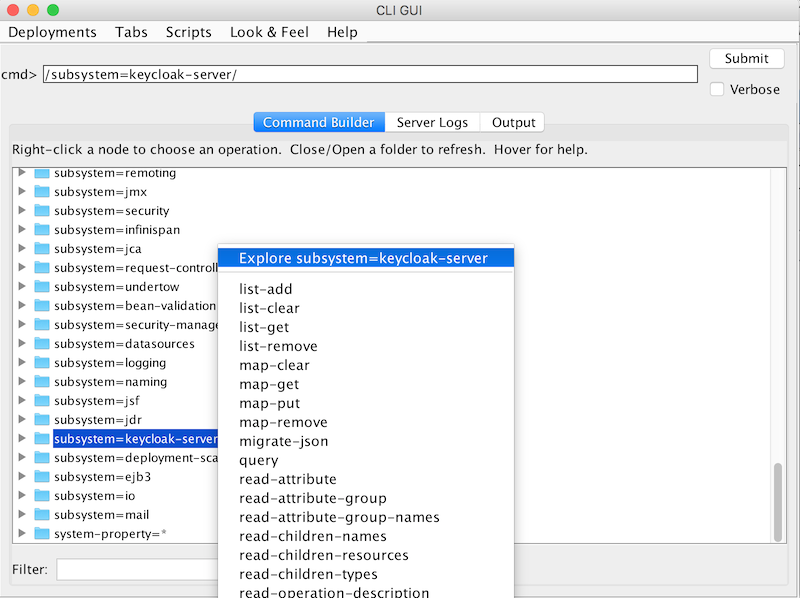 CLI GUI
Deployments Tabs Scripts Look & Feel Help
cmd> /subsystem=keycloak-server/
Submit
Verbose
Command Builder Server Logs Output
Right-click a node to choose an operation. Close/Open a folder to refresh. Hover for help.
subsystem=remoting
subsystem=jmx
subsystem=security
subsystem=infinispan
subsystem=jca
subsystem=request-controll
subsystem=undertow
subsystem=bean-validation
subsystem=security-manage
subsystem=datasources
subsystem=logging
subsystem=naming
subsystem=jsf
subsystem=jdr
subsystem=keycloak-server
subsystem=deployment-sca
subsystem=ejb3
subsystem=io
subsystem=mail
system-property=*
Explore subsystem=keycloak-server
list-add
list-clear
list-get
list-remove
map-clear
map-get
map-put
map-remove
migrate-json
query
read-attribute
read-attribute-group
read-attribute-group-names
read-children-names
read-children-resources
read-children-types
read-operation-description
Filter: